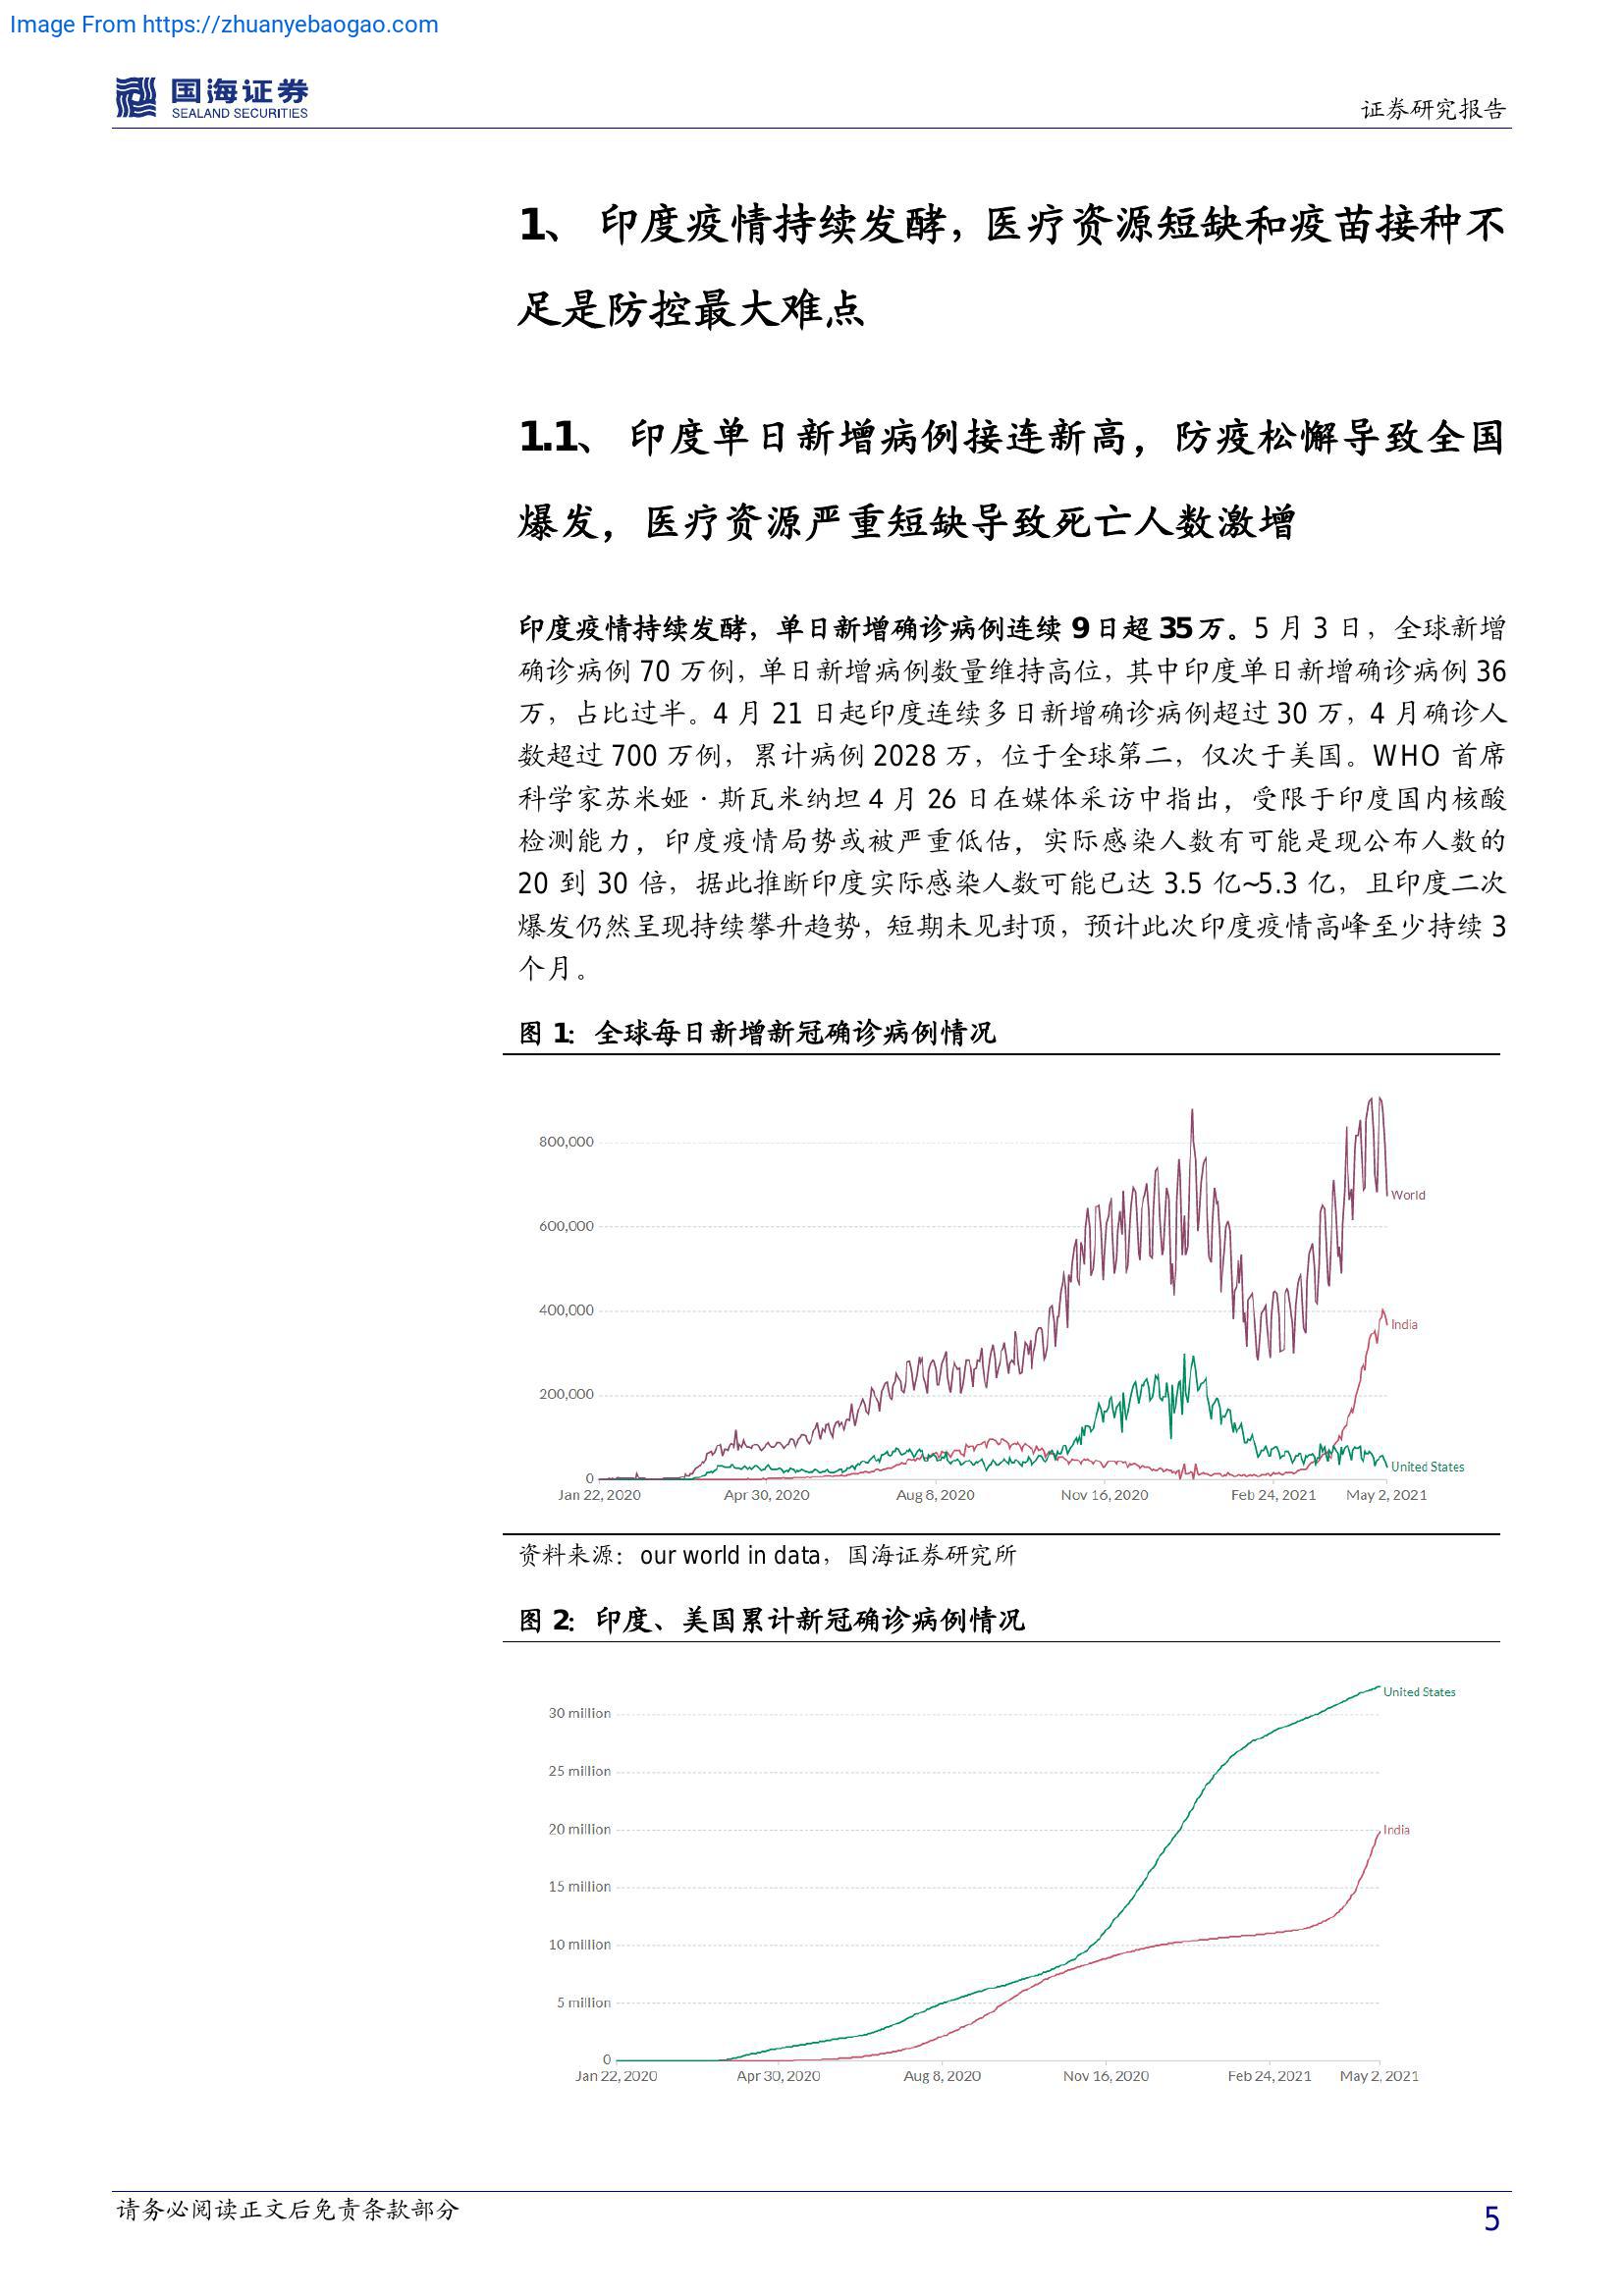 Image From https://zhuanyebaogao.com
国海证券
SEALAND SECURITIES
证券研究报告
1、 印度疫情持续发酵，医疗资源短缺和疫苗接种不
足是防控最大难点
1.1、 印度单日新增病例接连新高，防疫松懈导致全国
爆发，医疗资源严重短缺导致死亡人数激增
印度疫情持续发酵，单日新增确诊病例连续 9 日超 35 万。5 月 3 日，全球新增
确诊病例 70 万例，单日新增病例数量维持高位，其中印度单日新增确诊病例 36
万，占比过半。4 月 21 日起印度连续多日新增确诊病例超过 30 万，4 月确诊人
数超过 700 万例，累计病例 2028 万，位于全球第二，仅次于美国。WHO 首席
科学家苏米娅·斯瓦米纳坦 4 月 26 日在媒体采访中指出，受限于印度国内核酸
检测能力，印度疫情局势或被严重低估，实际感染人数有可能是现公布人数的
20 到 30 倍，据此推断印度实际感染人数可能已达 3.5 亿~5.3 亿，且印度二次
爆发仍然呈现持续攀升趋势，短期未见封顶，预计此次印度疫情高峰至少持续 3
个月。
图 1：全球每日新增新冠确诊病例情况
800,000
World
600,000
400,000
India
200,000
United States
0
Jan 22, 2020 Apr 30, 2020 Aug 8, 2020 Nov 16, 2020 Feb 24, 2021 May 2, 2021
资料来源：our world in data，国海证券研究所
图 2：印度、美国累计新冠确诊病例情况
United States
30 million
25 million
20 million
India
15 million
10 million
5 million
0
Jan 22, 2020 Apr 30, 2020 Aug 8, 2020 Nov 16, 2020 Feb 24, 2021 May 2, 2021
请务必阅读正文后免责条款部分
5